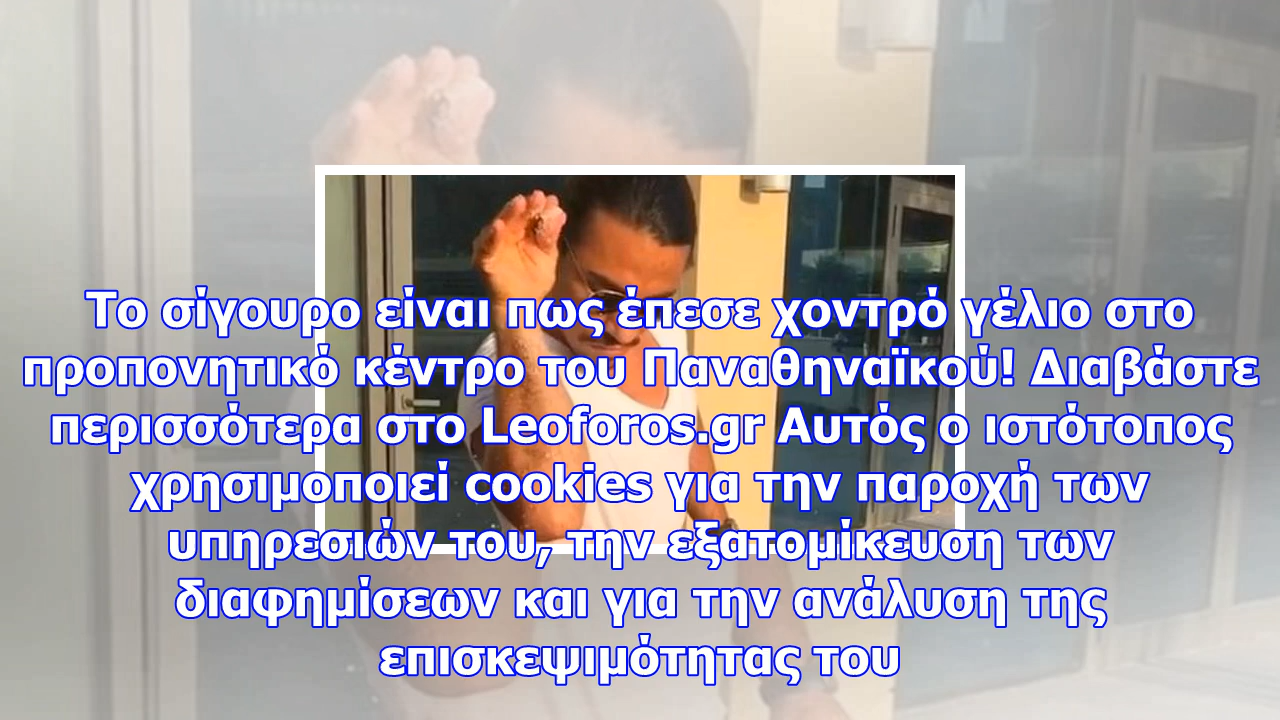 Το σίγουρο είναι πως έπεσε χοντρό γέλιο στο
προπονητικό κέντρο του Παναθηναϊκού! Διαβάστε
περισσότερα στο Leoforos.gr Αυτός ο ιστότοπος
χρησιμοποιεί cookies για την παροχή των
υπηρεσιών του, την εξατομίκευση των
διαφημίσεων και για την ανάλυση της
επισκεψιμότητας του